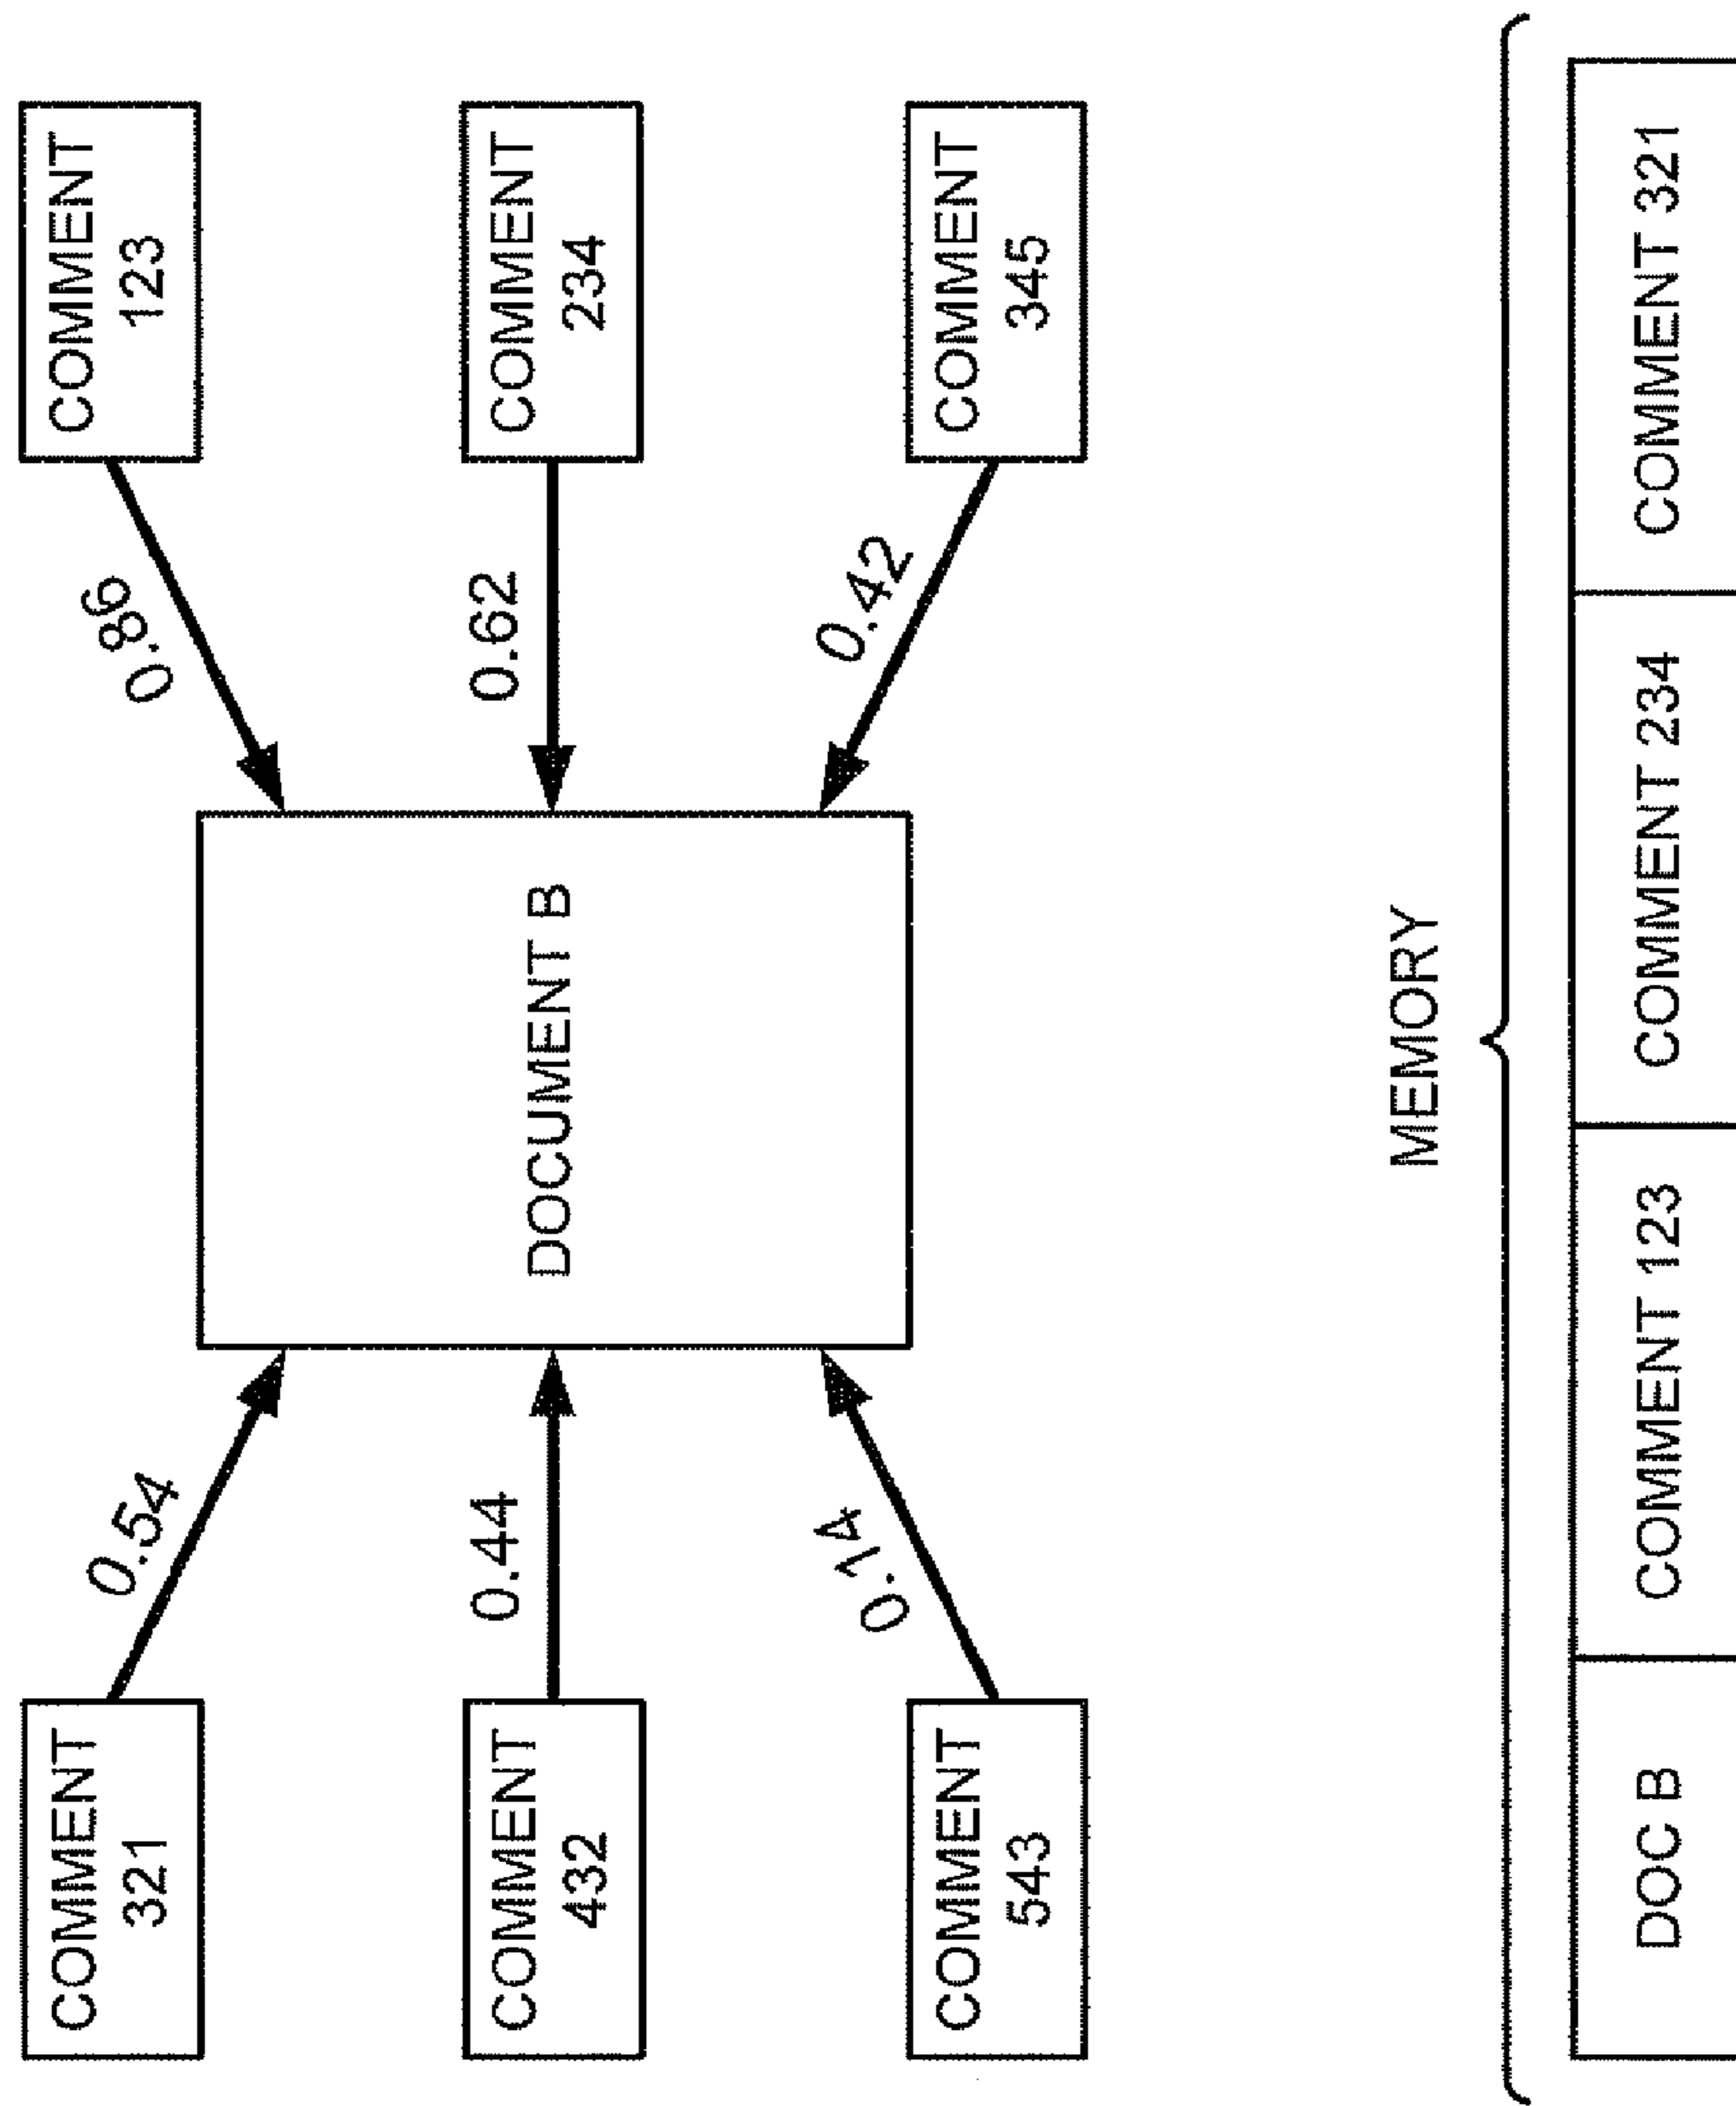 COMMENT
321
0.54
COMMENT
123
0.86
COMMENT
432
0.44
DOCUMENT B
COMMENT
234
0.62
COMMENT
543
0.14
COMMENT
345
0.42
MEMORY
DOC B
COMMENT 123
COMMENT 234
COMMENT 321